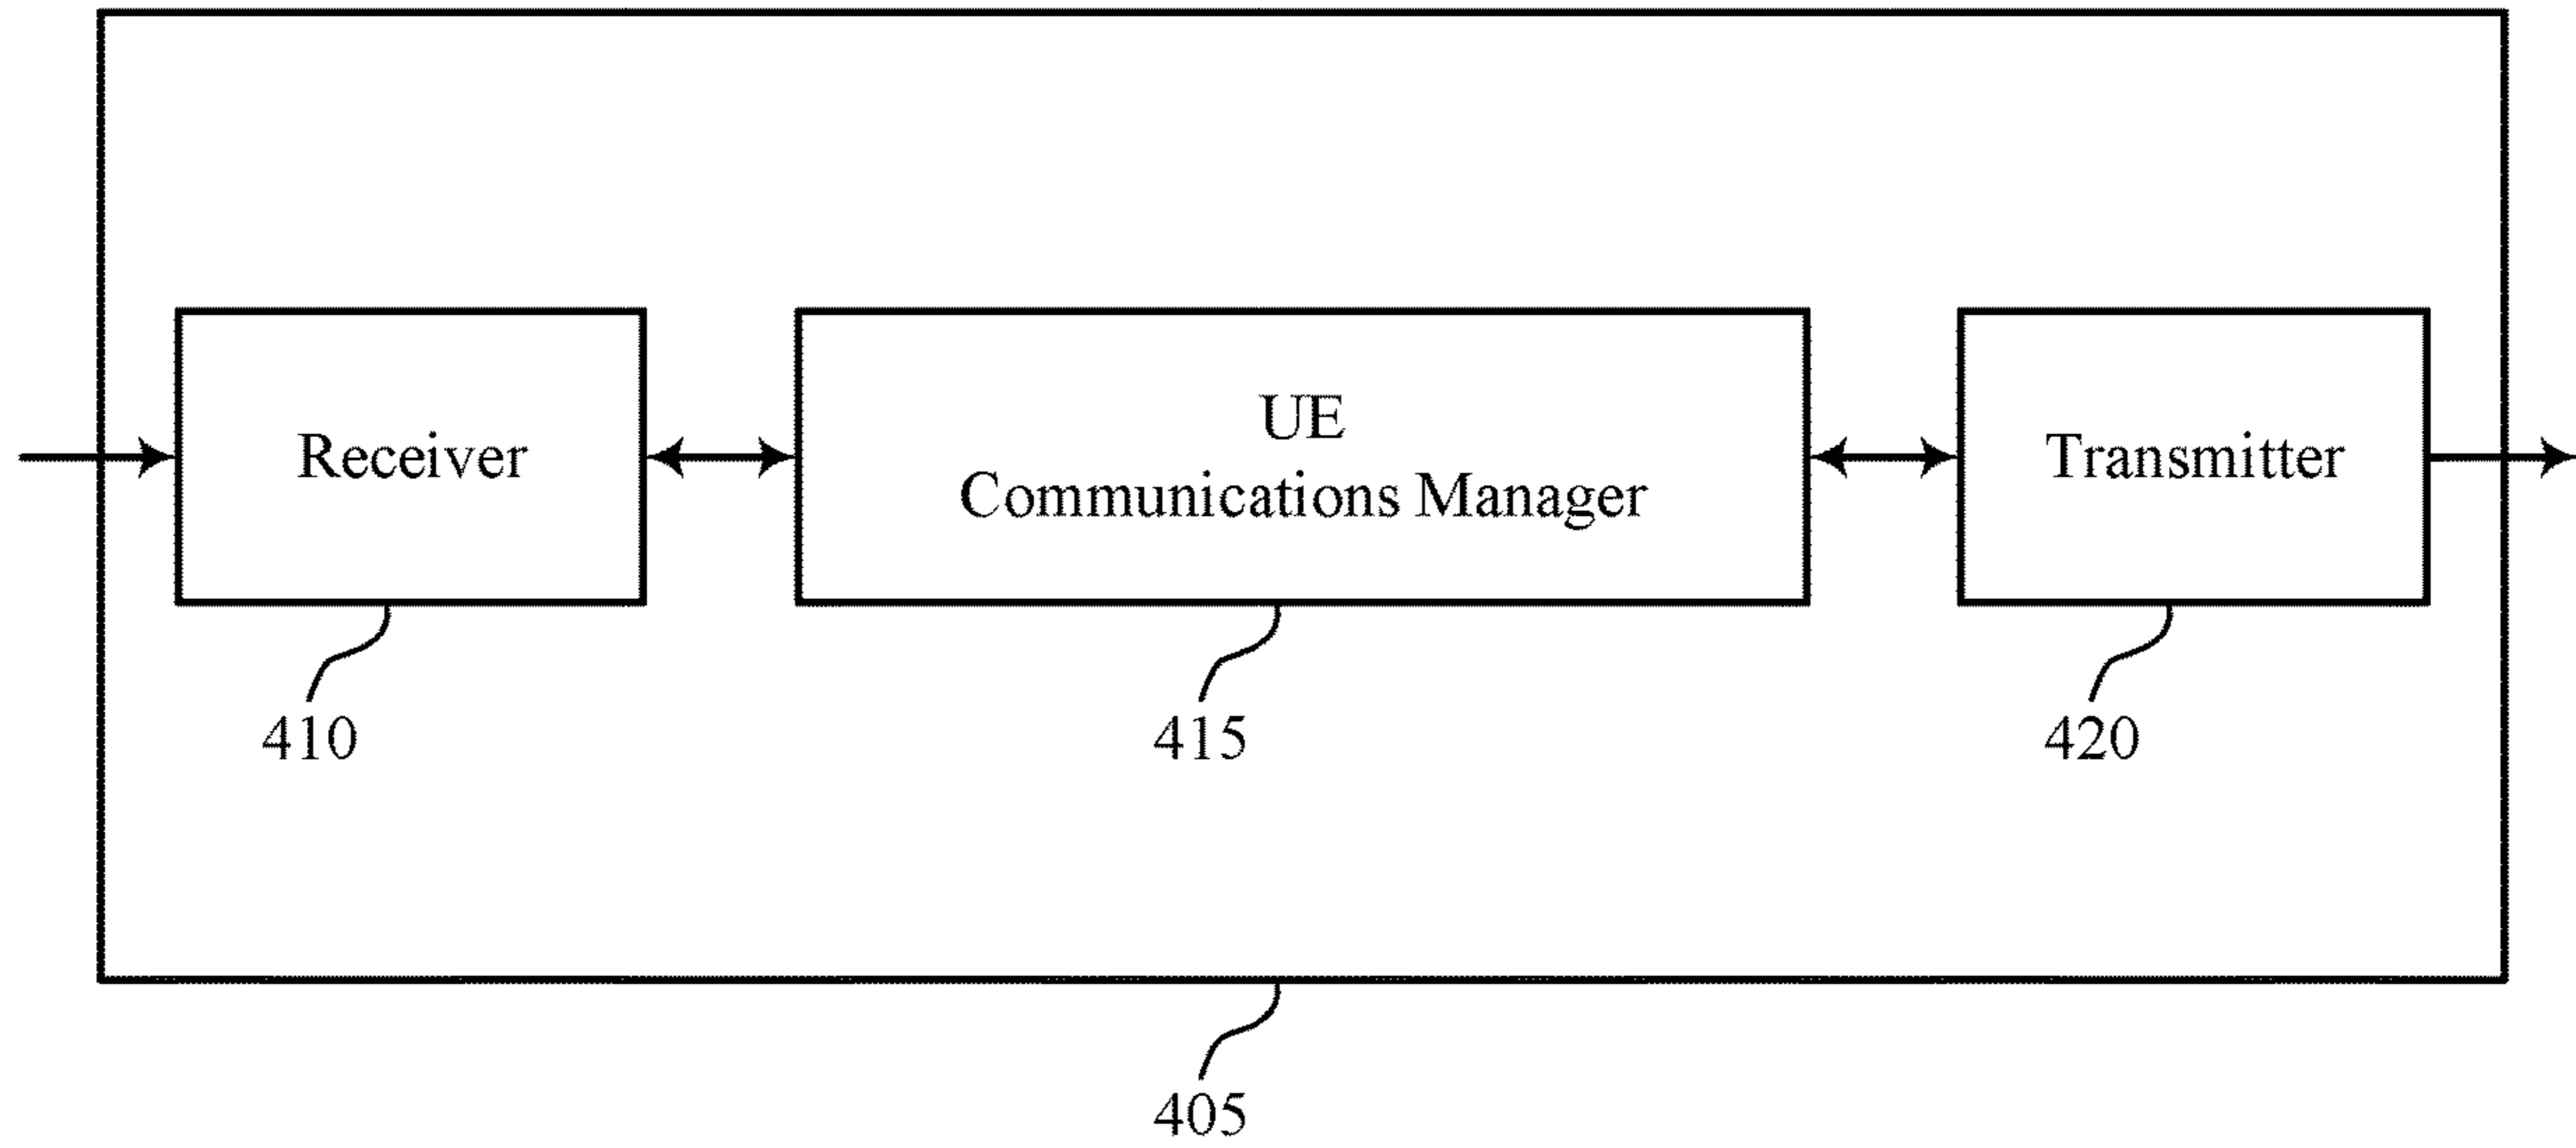 Receiver
UE
Communications Manager
Transmitter
410
415
420
405